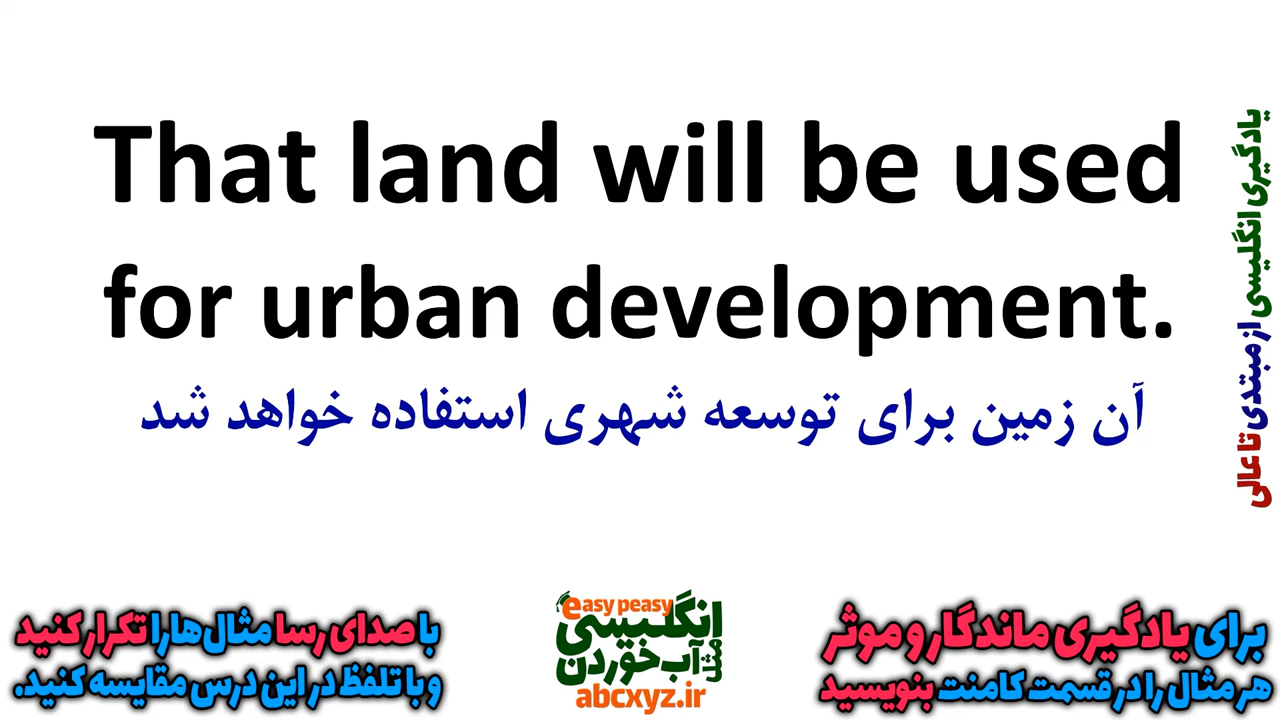 That land will be used
for urban development.
آن زمین برای توسعه شهری استفاده خواهد شد
یادگیری انگلیسی از مبتدی تا عالی
برای یادگیری ماندگار و موثر
هر مثال را در قسمت کامنت بنویسید
easy peasy
انگلیسی
مثل
آب خوردن
abcxyz.ir
با صدای رسا مثال‌ها را تکرار کنید
و با تلفظ در این درس مقایسه کنید.